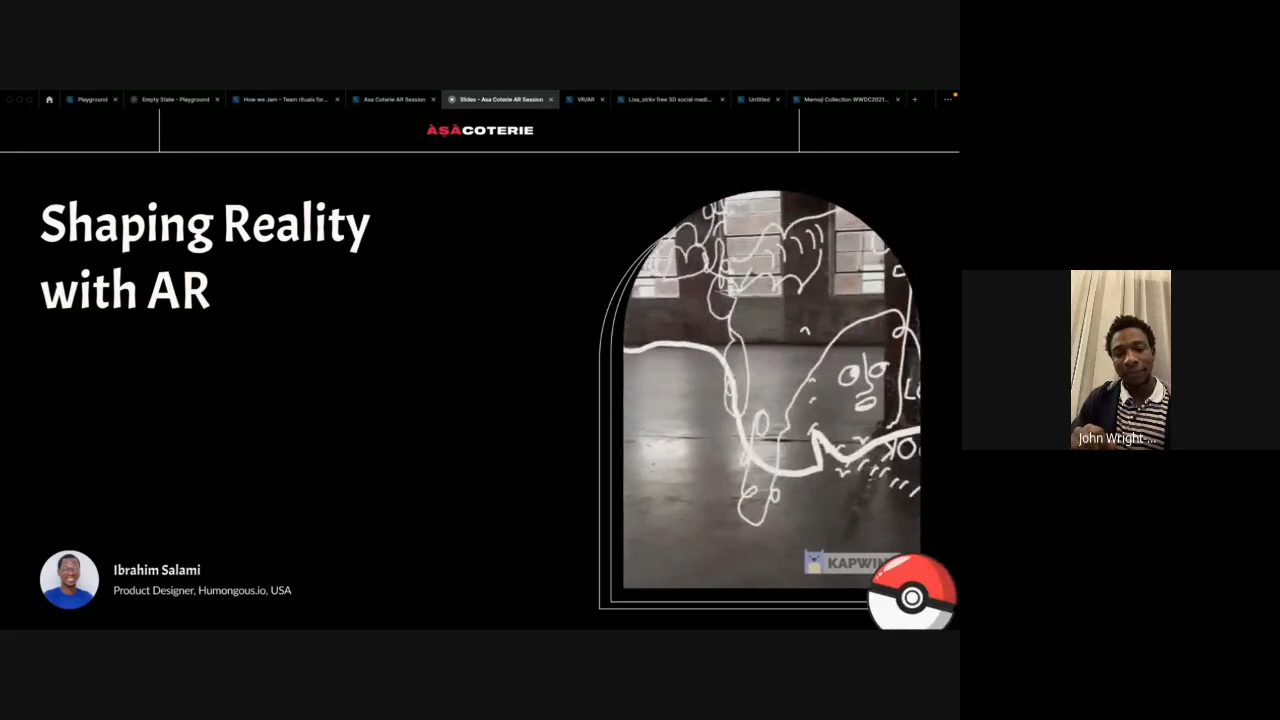 Playground
Empty State - Playground
How we Jam - Team rituals for...
Asa Coterie AR Session
Slides - Asa Coterie AR Session
VR/AR
Lisa_strikv free 3D social medi...
Untitled
Memoji Collection WWDC2021...
ÀṢÀCOTERIE
Shaping Reality
with AR
KAPWIN
Ibrahim Salami
Product Designer, Humongous.io, USA
John Wright-...